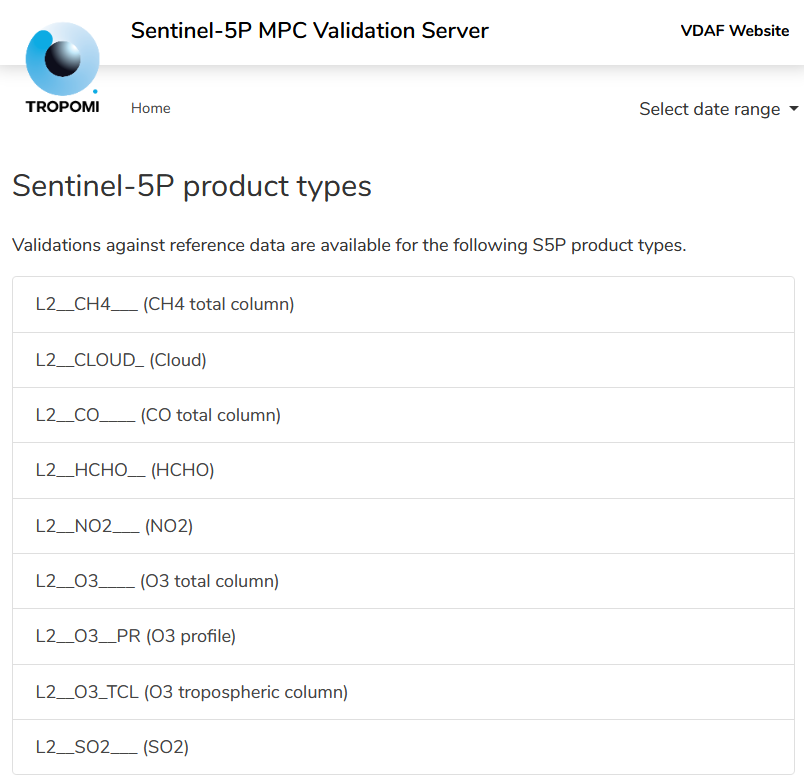 Sentinel-5P MPC Validation Server
VDAF Website
TROPOMI
Home
Select date range
Sentinel-5P product types
Validations against reference data are available for the following S5P product types.
L2__CH4___ (CH4 total column)
L2__CLOUD_ (Cloud)
L2__CO____ (CO total column)
L2__HCHO__ (HCHO)
L2__NO2___ (NO2)
L2__O3____ (O3 total column)
L2__O3__PR (O3 profile)
L2__O3_TCL (O3 tropospheric column)
L2__SO2___ (SO2)